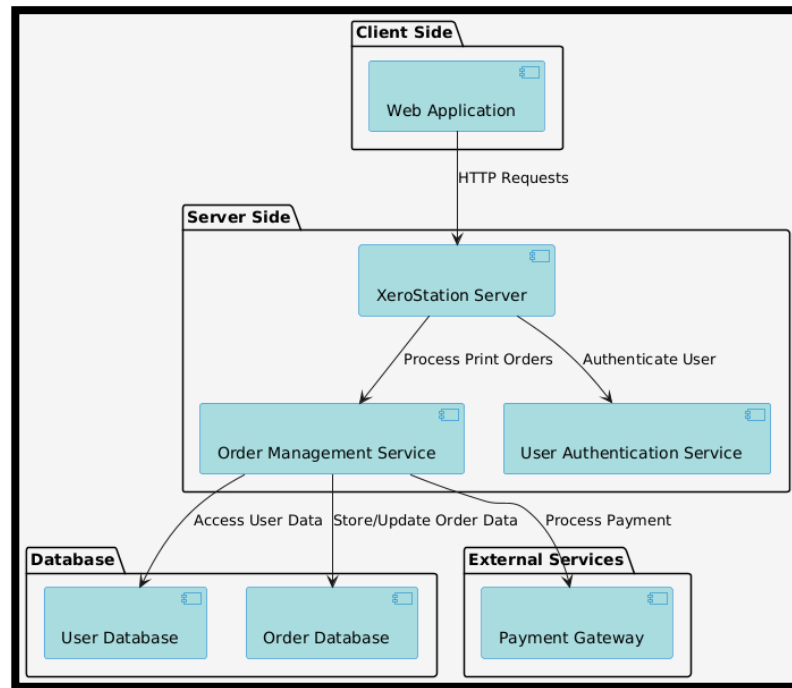 Client Side
Web Application
HTTP Requests
Server Side
XeroStation Server
Process Print Orders
Authenticate User
Order Management Service
User Authentication Service
Access User Data
Store/Update Order Data
Process Payment
Database
External Services
User Database
Order Database
Payment Gateway